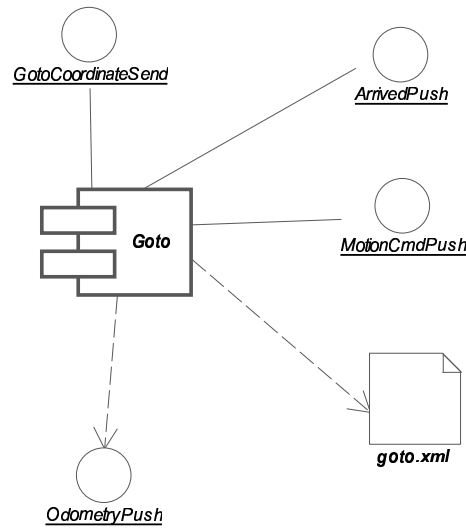 GotoCoordinateSend
ArrivedPush
Goto
MotionCmdPush
goto.xml
OdometryPush